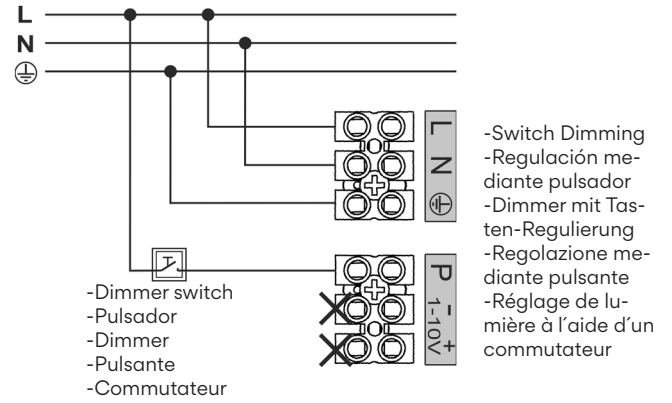 L
N
L
N
P
-
+
1-10V
-Switch Dimming
-Regulación me-
diante pulsador
-Dimmer mit Tas-
ten-Regulierung
-Regolazione me-
diante pulsante
-Réglage de lu-
mière à l´aide d´un
commutateur
-Dimmer switch
-Pulsador
-Dimmer
-Pulsante
-Commutateur